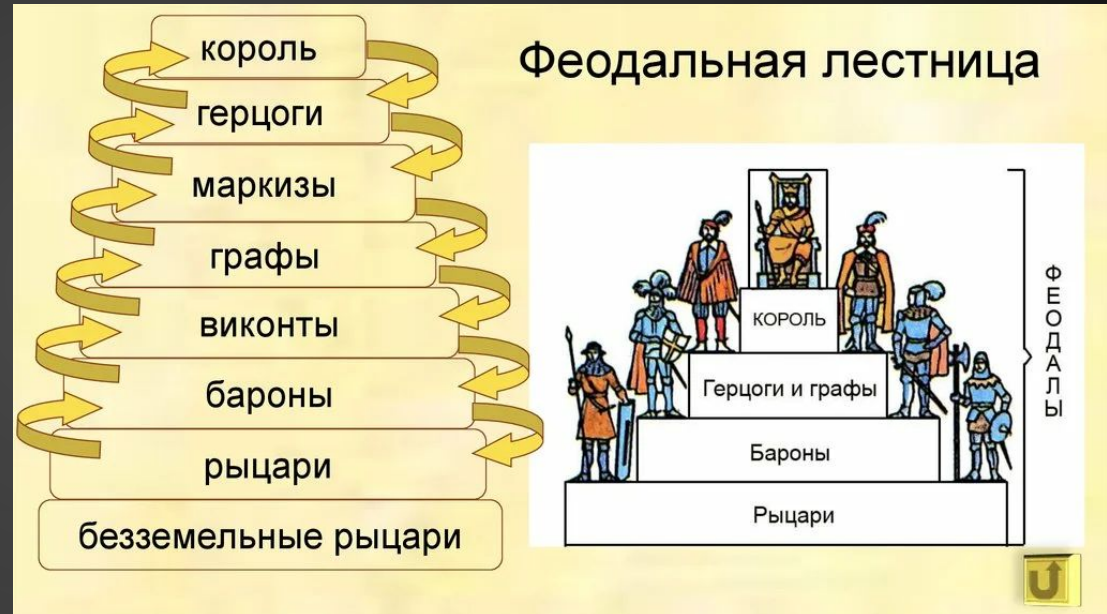 Феодальная лестница
король
герцоги
маркизы
графы
виконты
бароны
рыцари
безземельные рыцари
КОРОЛЬ
Герцоги и графы
Бароны
Рыцари
ФЕОДАЛЫ